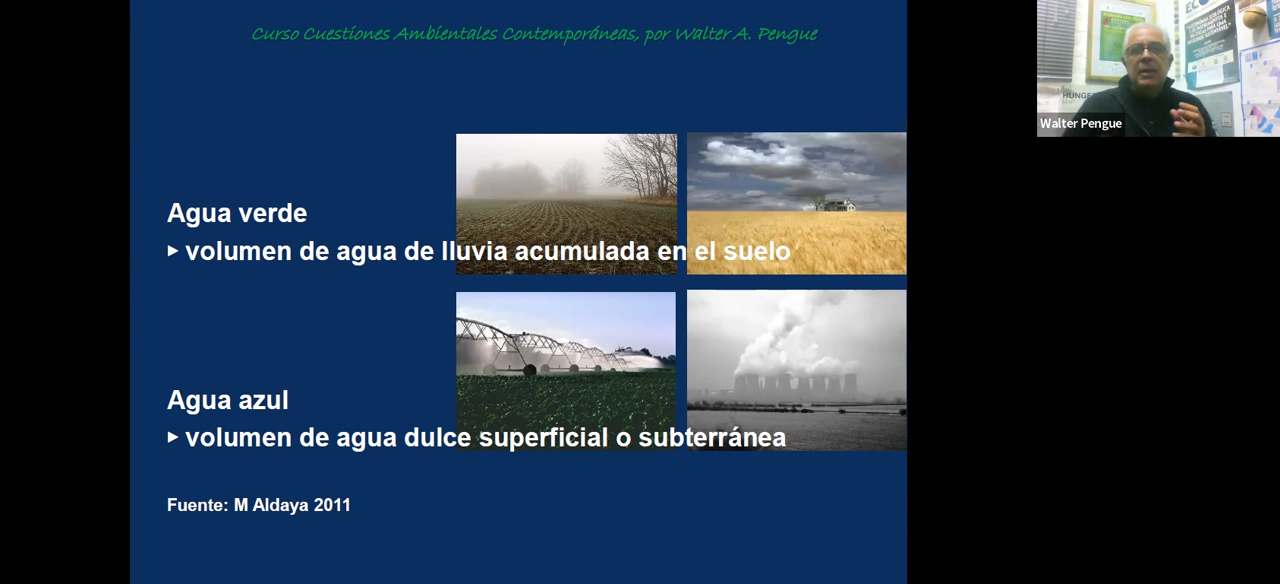 Curso Cuestiones Ambientales Contemporáneas, por Walter A. Pengue
HUNGE
Walter Pengue
Agua verde
▸ volumen de agua de lluvia acumulada en el suelo
Agua azul
▸ volumen de agua dulce superficial o subterránea
Fuente: M Aldaya 2011